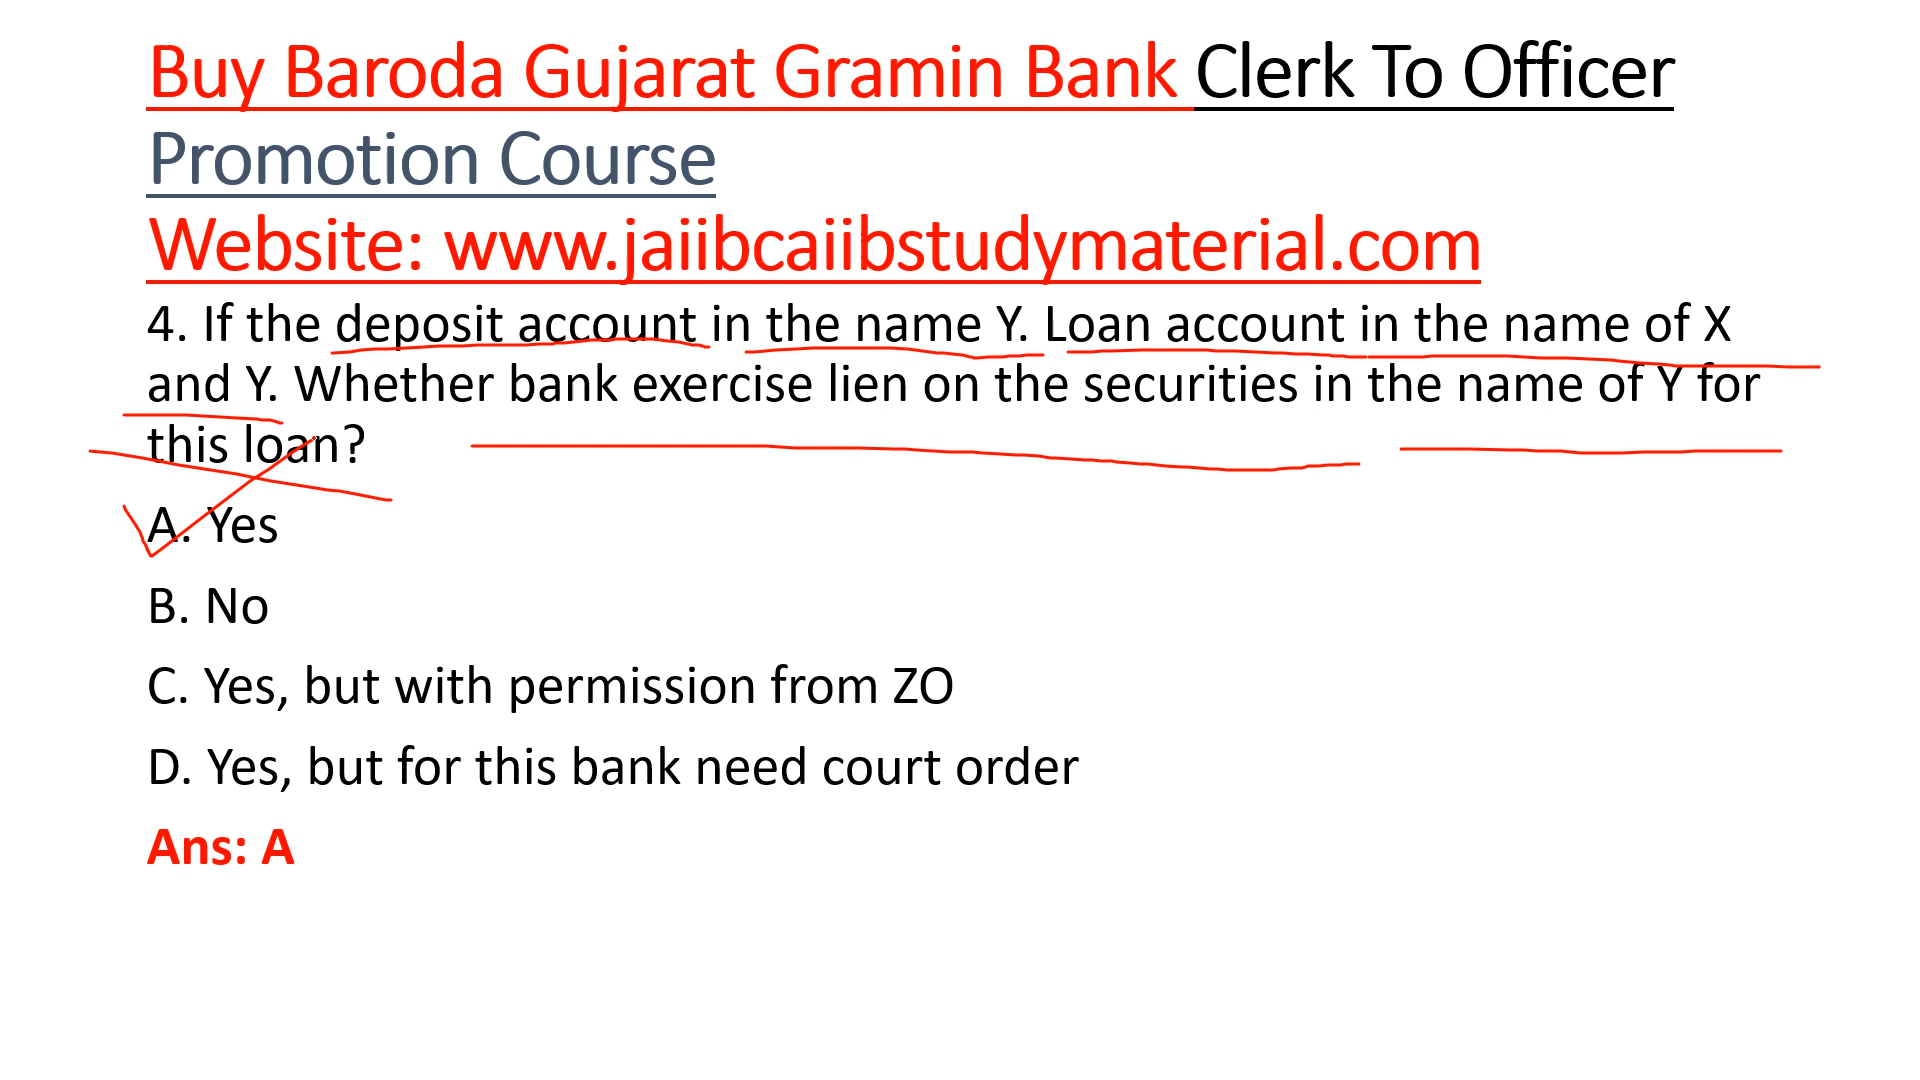 Buy Baroda Gujarat Gramin Bank Clerk To Officer
Promotion Course
Website: www.jaiibcaiibstudymaterial.com
4. If the deposit account in the name Y. Loan account in the name of X
and Y. Whether bank exercise lien on the securities in the name of Y for
this loan?
A. Yes
B. No
C. Yes, but with permission from ZO
D. Yes, but for this bank need court order
Ans: A